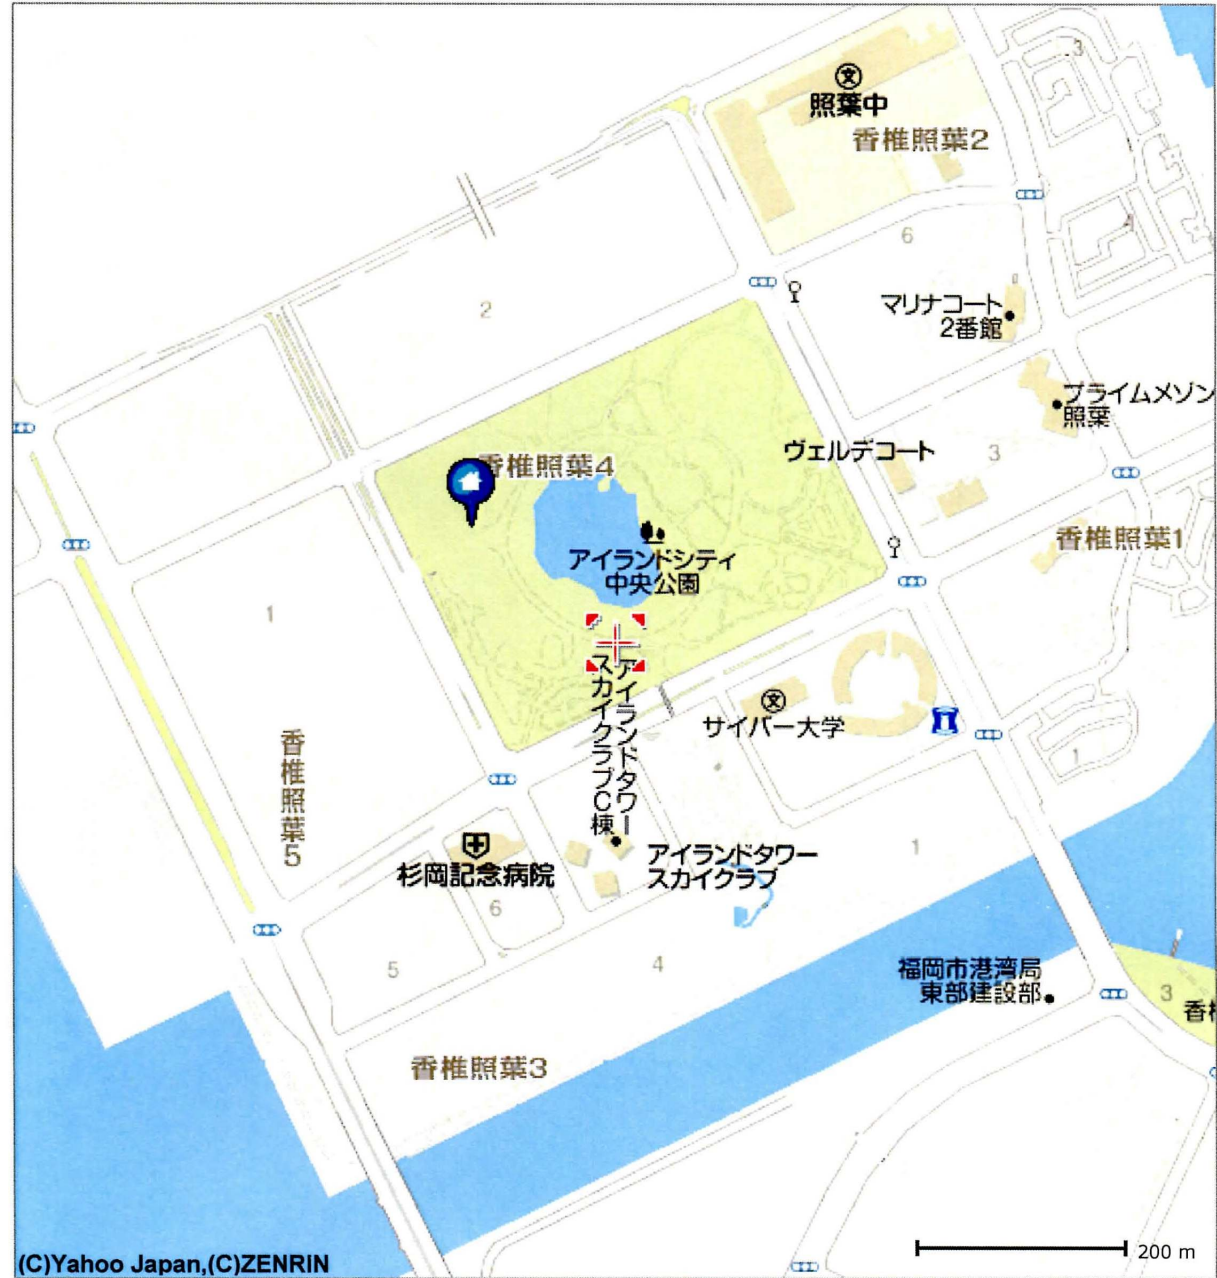 3
照葉中
香椎照葉2
6
4
2
マリナコート
2番館
プライムメゾン
照葉
香椎照葉4
ヴェルデコート
3
香椎照葉1
アイランドシティ
中央公園
1
アイランドタワー
スカイクラブC棟
サイバー大学
1
香椎照葉5
杉岡記念病院
アイランドタワー
スカイクラブ
1
6
5
4
福岡市港湾局
東部建設部
3
香椎照葉3
(C)Yahoo Japan,(C)ZENRIN
200 m